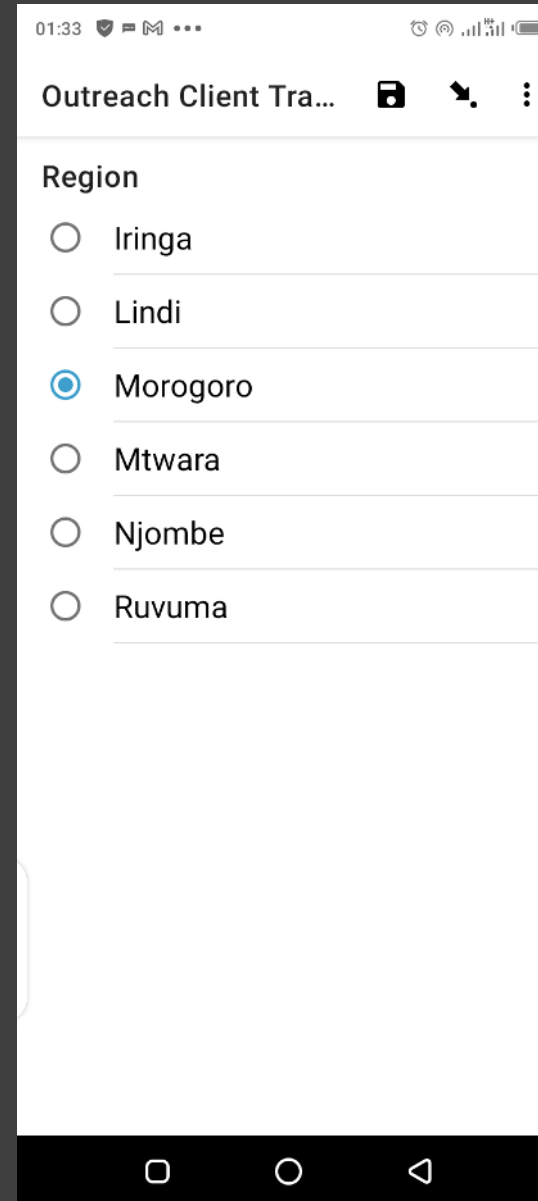 01:33
Outreach Client Tra...
Region
Iringa
Lindi
Morogoro
Mtwara
Njombe
Ruvuma